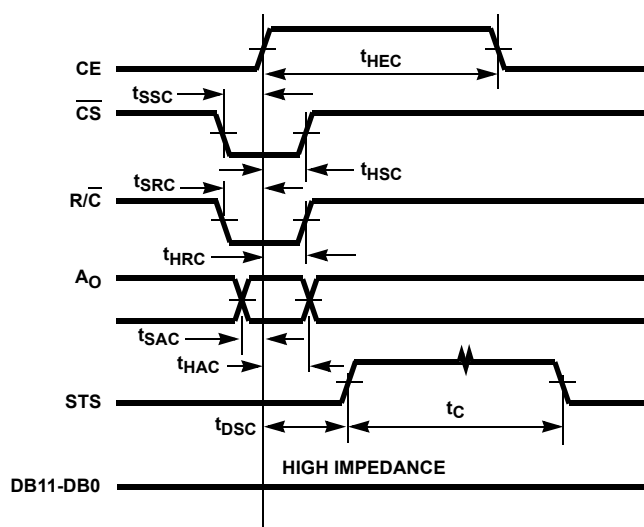 CE
tHEC
tSSC
CS
tHSC
tSRC
R/C
tHRC
AO
tSAC
tHAC
STS
tDSC
tC
HIGH IMPEDANCE
DB11-DB0